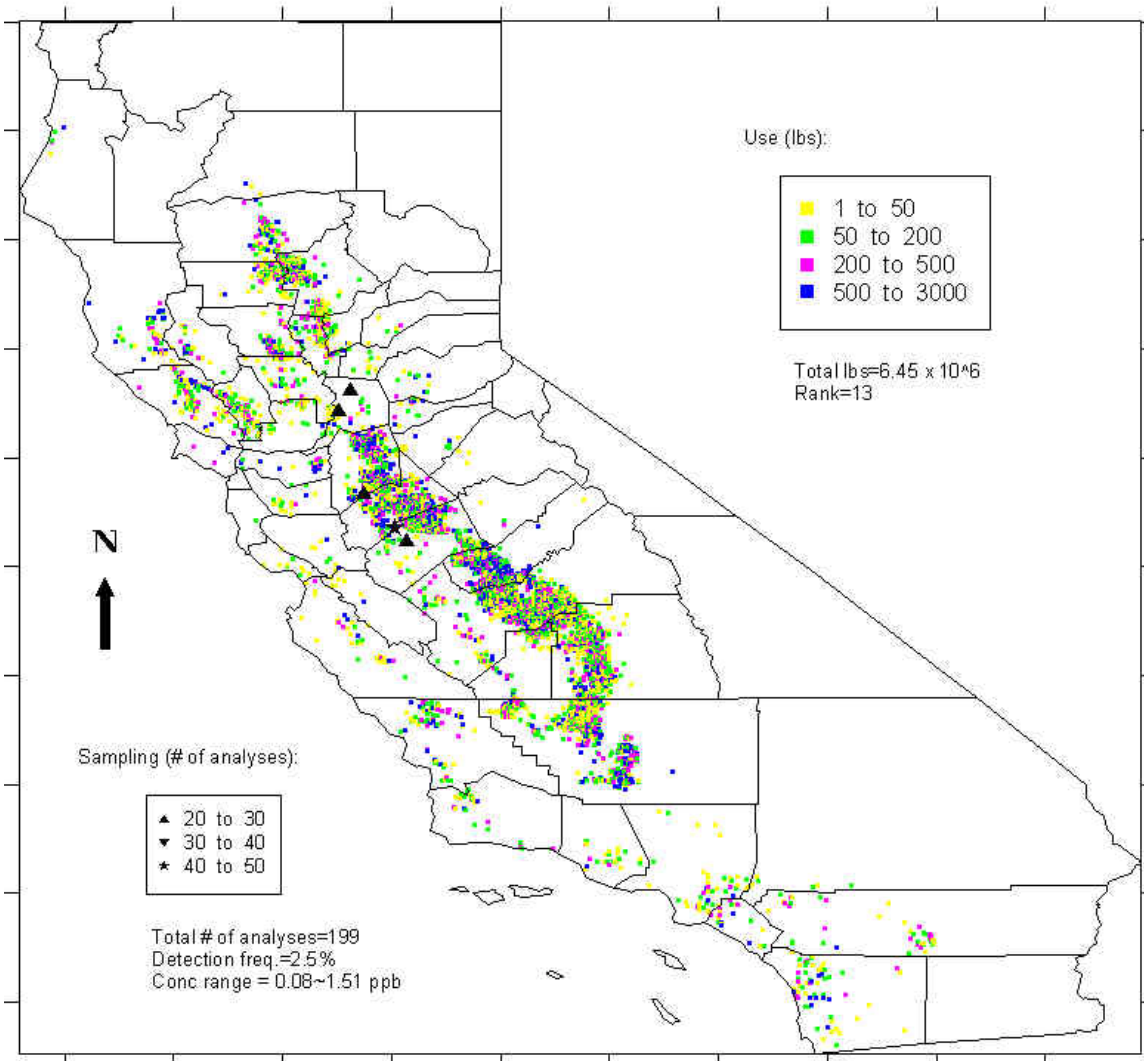 Use (lbs):
1 to 50
50 to 200
200 to 500
500 to 3000
Total lbs=6.45 x 10^6
Rank=13
N
Sampling (# of analyses):
20 to 30
30 to 40
40 to 50
Total # of analyses=199
Detection freq.=2.5%
Conc range = 0.08~1.51 ppb